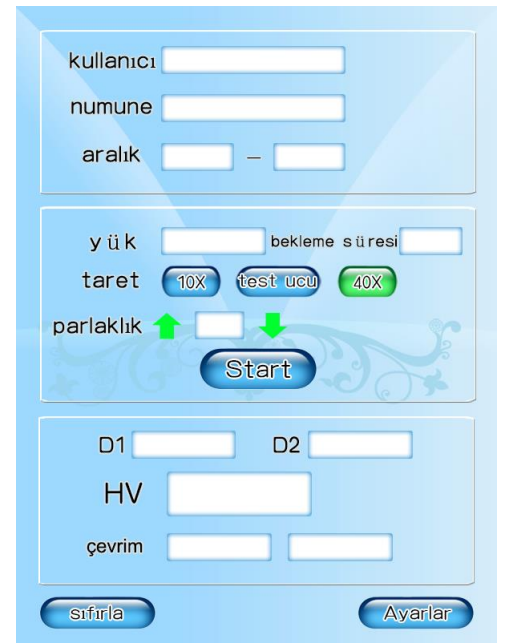 kullanıcı
numune
aralık –
yük bekleme süresi
taret 10X test ucu 40X
parlaklık
Start
D1 D2
HV
çevrim
sıfırla Ayarlar